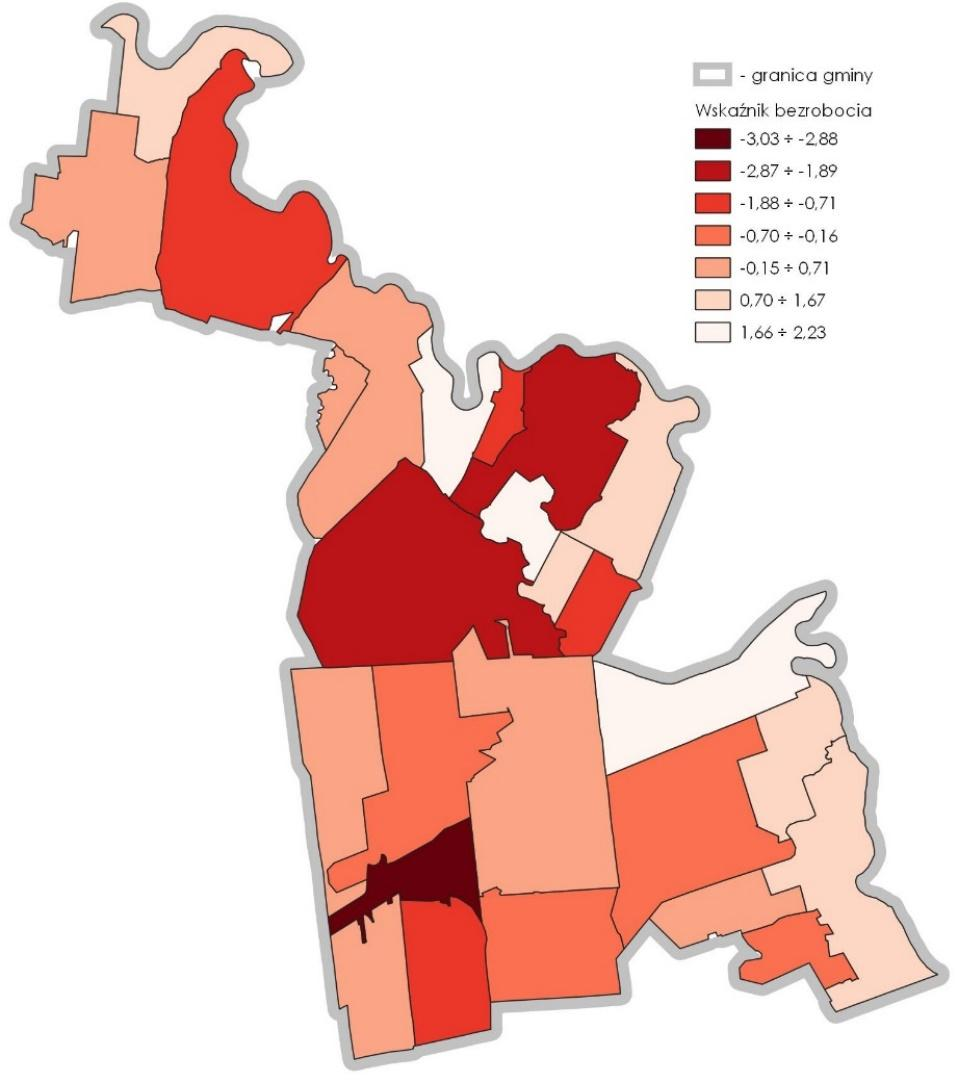 - granica gminy
Wskaźnik bezrobocia
-3,03 ÷ -2,88
-2,87 ÷ -1,89
-1,88 ÷ -0,71
-0,70 ÷ -0,16
-0,15 ÷ 0,71
0,70 ÷ 1,67
1,66 ÷ 2,23